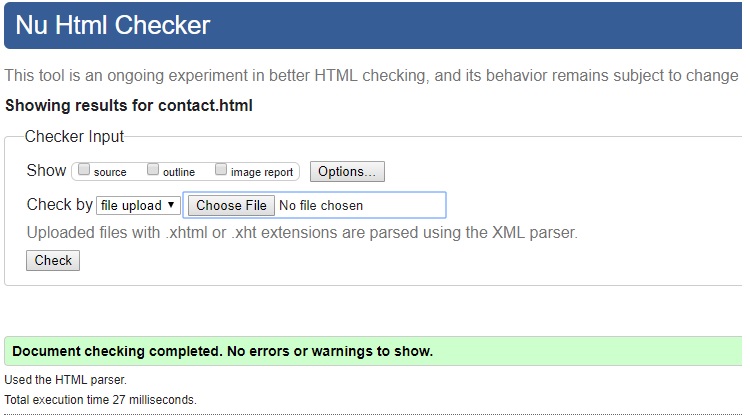 Nu Html Checker
This tool is an ongoing experiment in better HTML checking, and its behavior remains subject to change
Showing results for contact.html
Checker Input
Show source outline image report Options...
Check by file upload Choose File No file chosen
Uploaded files with .xhtml or .xht extensions are parsed using the XML parser.
Check
Document checking completed. No errors or warnings to show.
Used the HTML parser.
Total execution time 27 milliseconds.